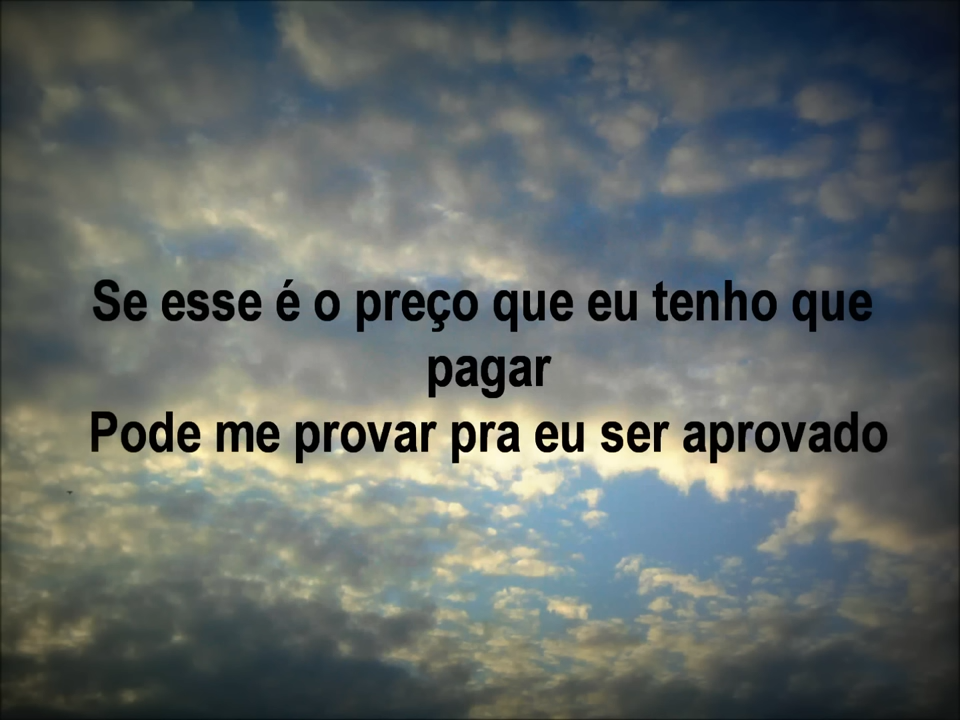 Se esse é o preço que eu tenho que
pagar
Pode me provar pra eu ser aprovado